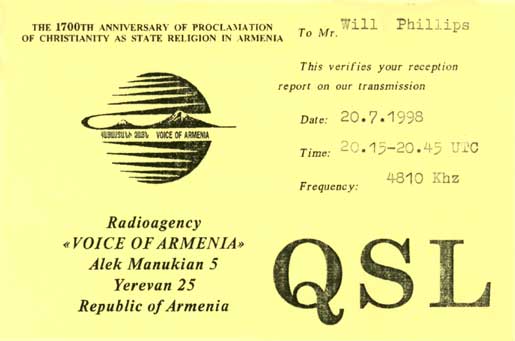 THE 1700TH ANNIVERSARY OF PROCLAMATION
OF CHRISTIANITY AS STATE RELIGION IN ARMENIA
ՀԱՅԱՍՏԱՆԻ ՁԱՅՆ VOICE OF ARMENIA
Radioagency
«VOICE OF ARMENIA»
Alek Manukian 5
Yerevan 25
Republic of Armenia
To Mr. Will Phillips
This verifies your reception
report on our transmission
Date: 20.7.1998
Time: 20.15-20.45 UTC
Frequency: 4810 Khz
QSL